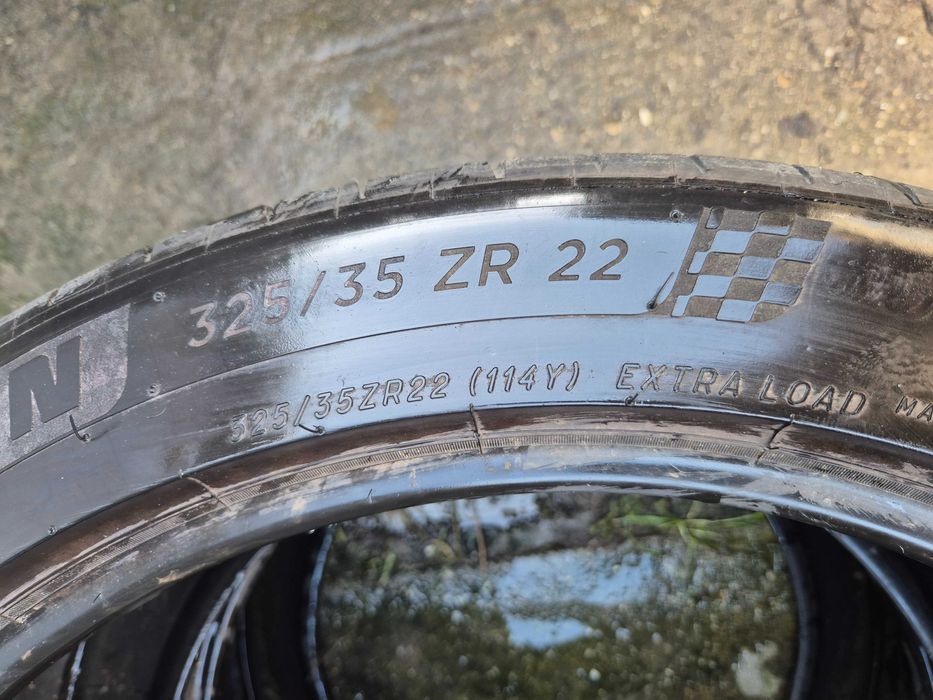 325/35 ZR 22
325/35ZR22 (114Y) EXTRA LOAD